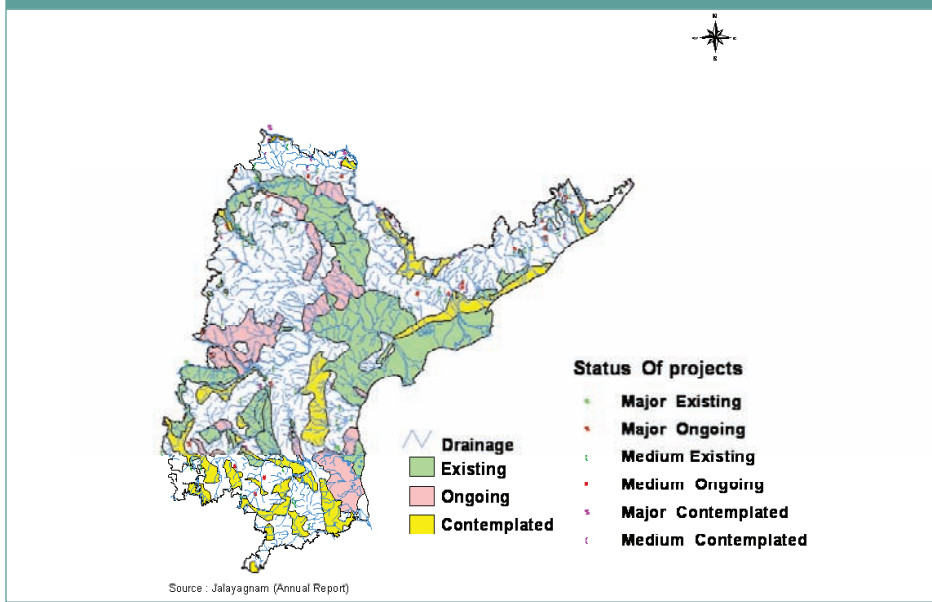 N
S
Status Of projects
Major Existing
Major Ongoing
Medium Existing
Medium Ongoing
Major Contemplated
Medium Contemplated
Drainage
Existing
Ongoing
Contemplated
Source : Jalayagnam (Annual Report)